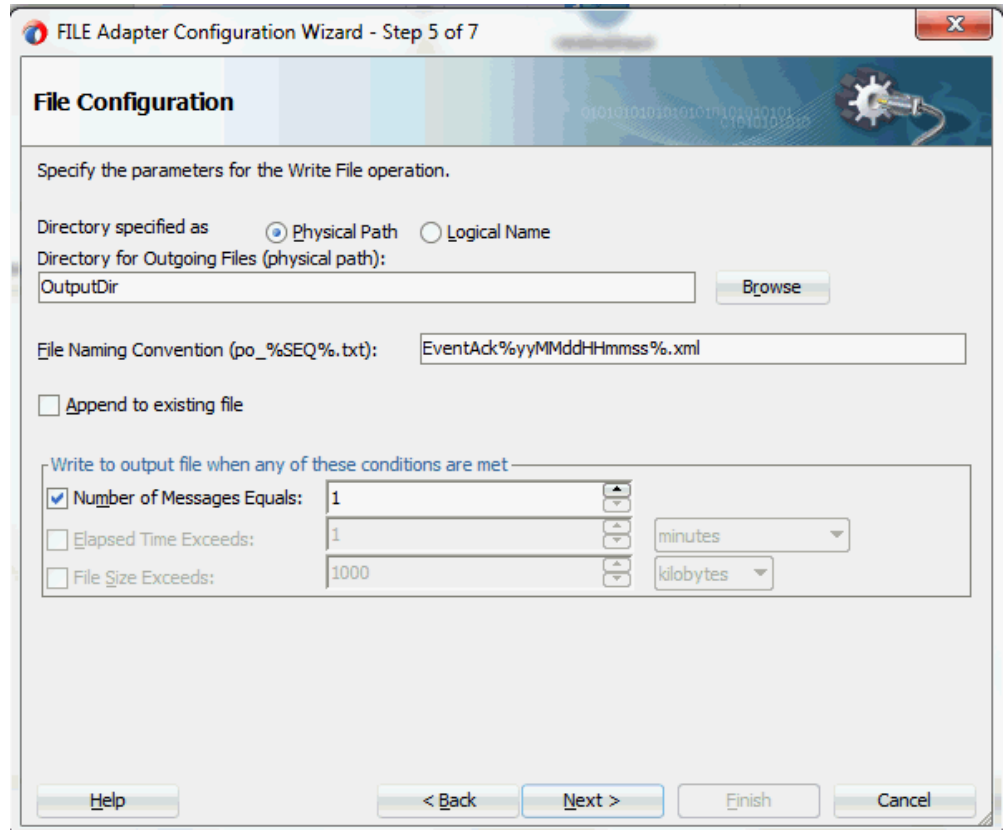 FILE Adapter Configuration Wizard - Step 5 of 7
File Configuration
Specify the parameters for the Write File operation.
Directory specified as Physical Path Logical Name
Directory for Outgoing Files (physical path):
OutputDir Browse
File Naming Convention (po_%SEQ%.txt): EventAck%yyMMddHHmmss%.xml
Append to existing file
Write to output file when any of these conditions are met
Number of Messages Equals: 1
Elapsed Time Exceeds: 1 minutes
File Size Exceeds: 1000 kilobytes
Help < Back Next > Finish Cancel